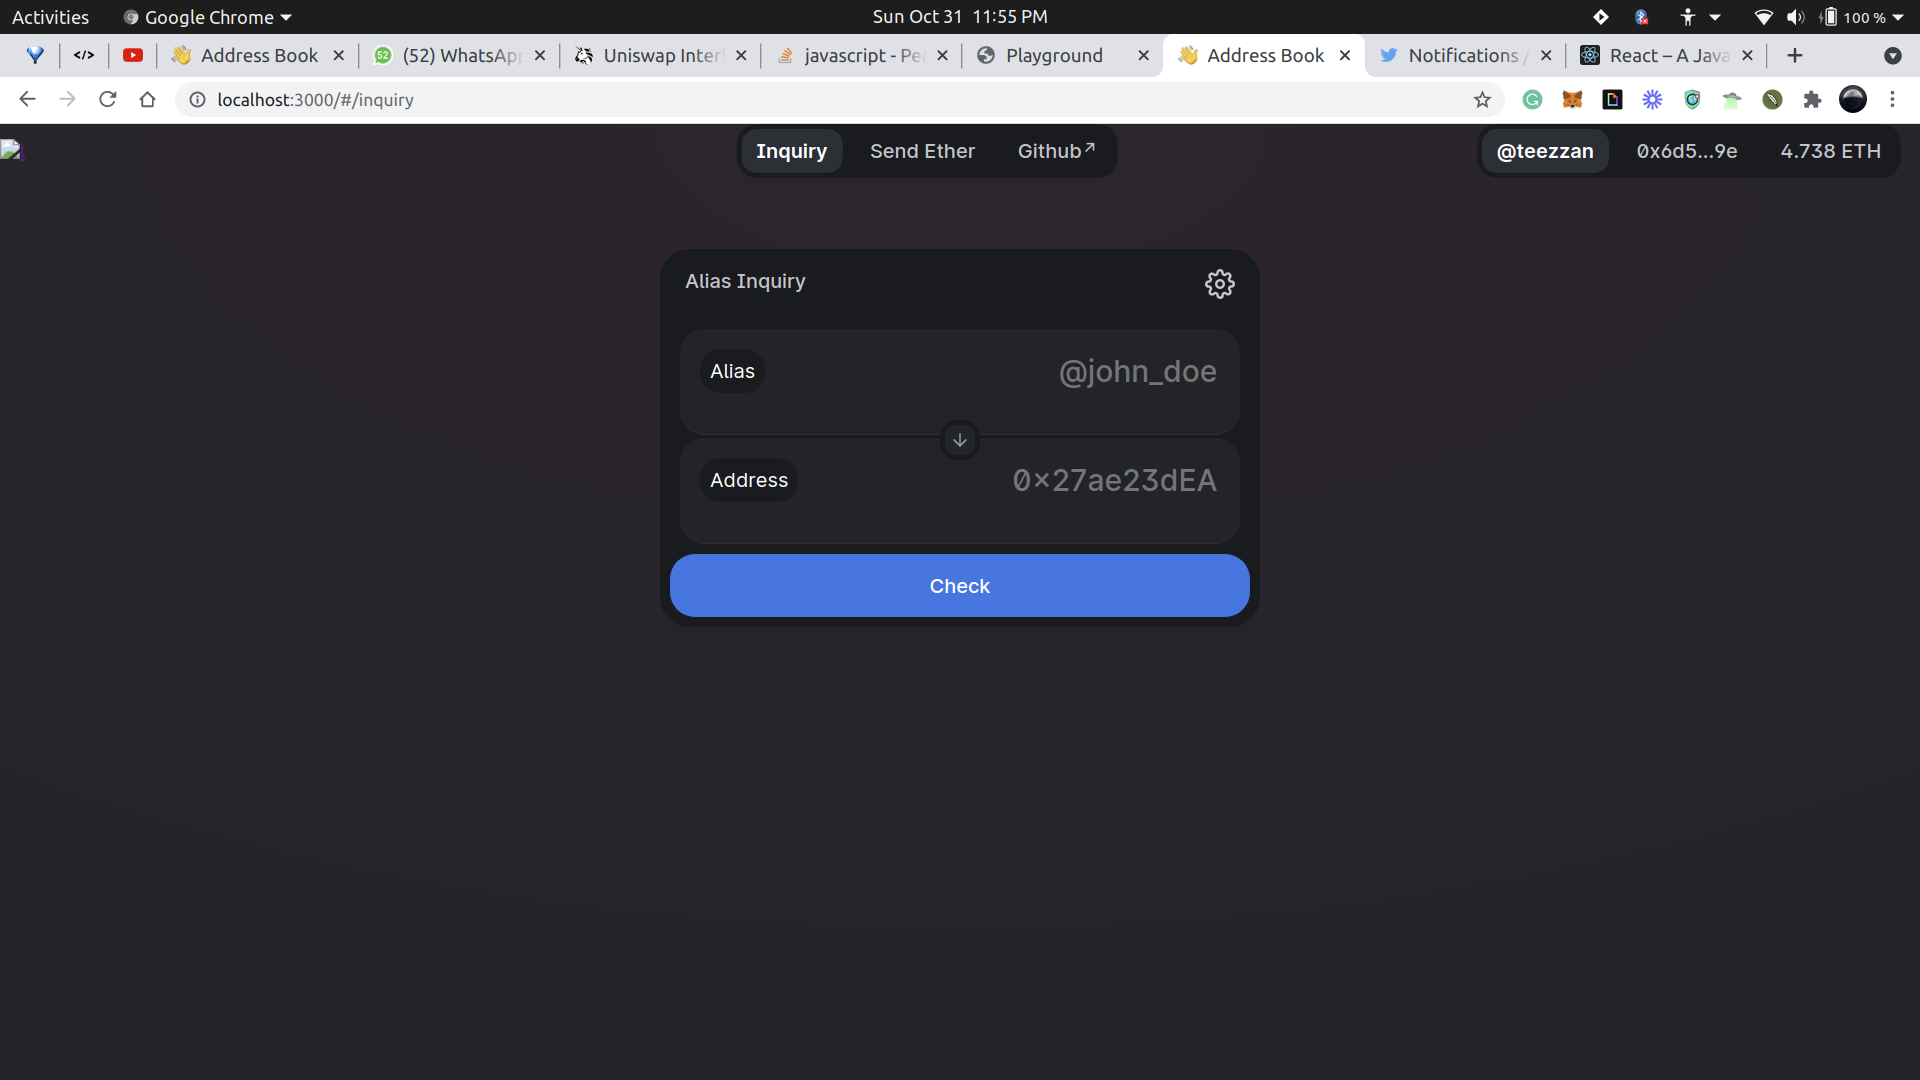 Activities Google Chrome Sun Oct 31 11:55 PM 100 %
</> Address Book 52 (52) WhatsApp Uniswap Inter javascript - Pe Playground Address Book Notifications / React – A Java
localhost:3000/#/inquiry
Inquiry Send Ether Github↗ @teezzan 0x6d5...9e 4.738 ETH
Alias Inquiry
Alias @john_doe
Address 0x27ae23dEA
Check